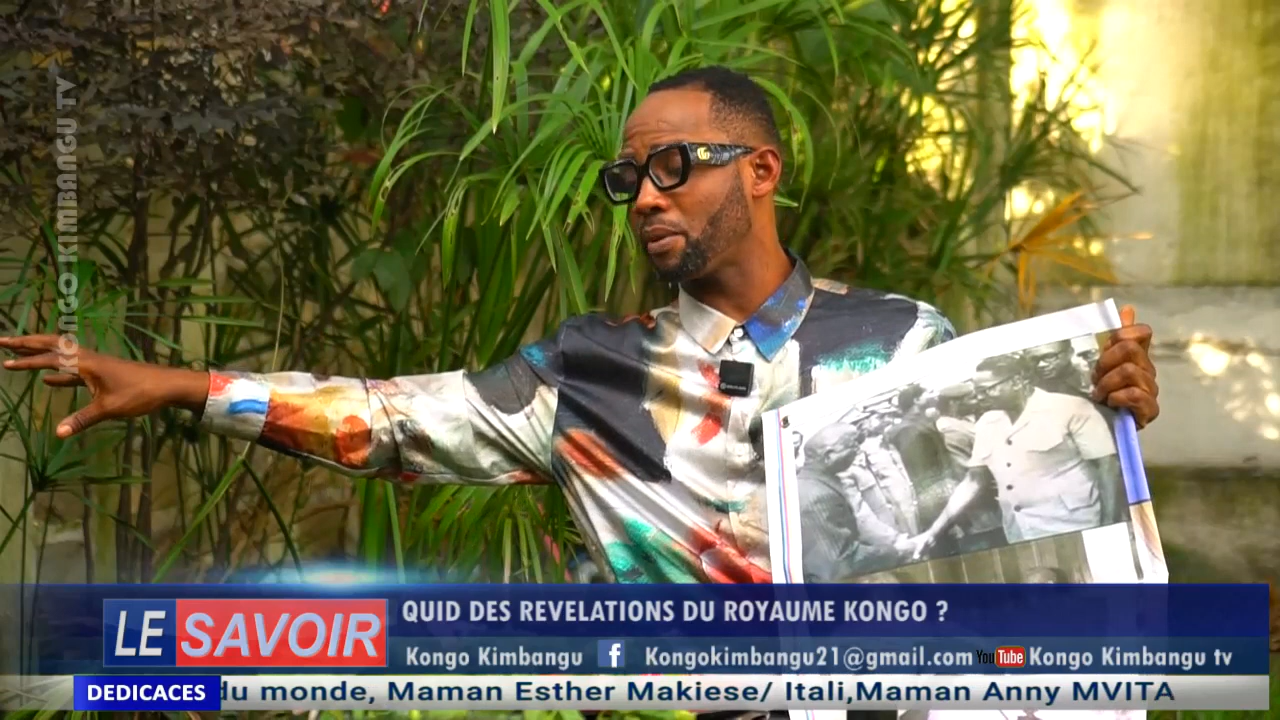 KONGO KIMBANGU TV
QUID DES REVELATIONS DU ROYAUME KONGO ?
LE SAVOIR
Kongo Kimbangu f Kongokimbangu21@gmail.com YouTube Kongo Kimbangu tv
DEDICACES du monde, Maman Esther Makiese/ Itali,Maman Anny MVITA